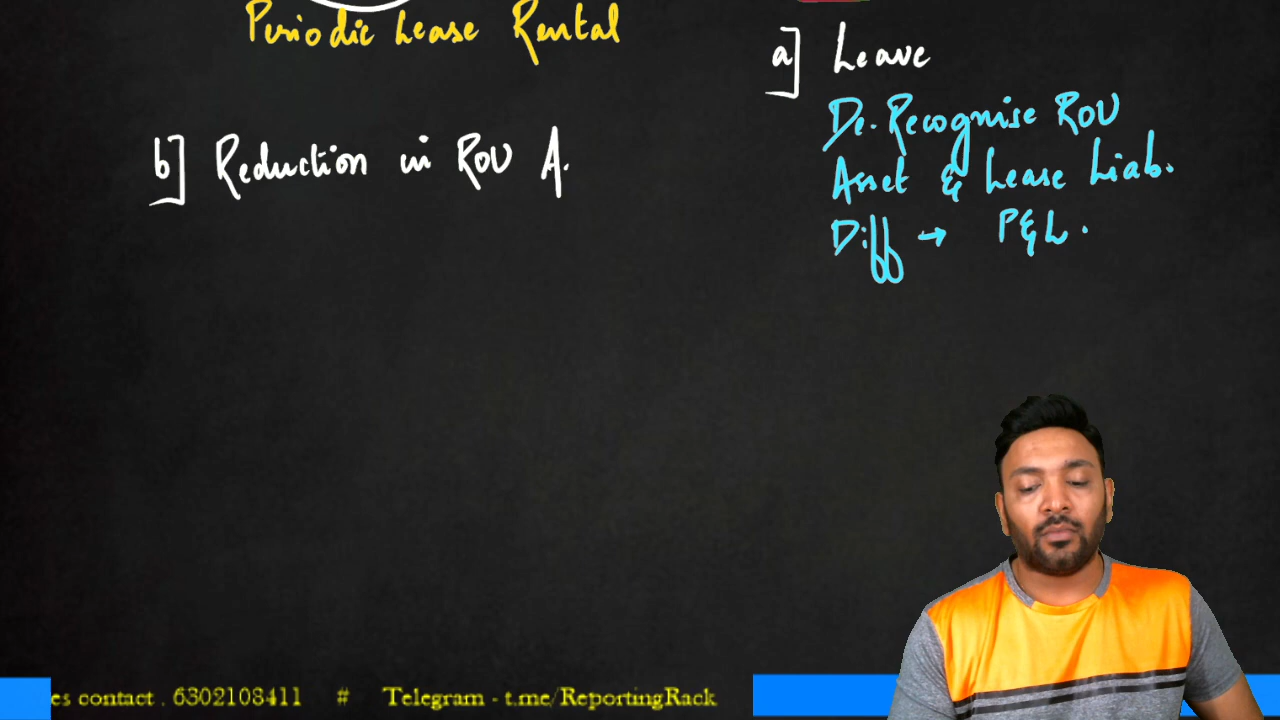 Periodic Lease Rental
b] Reduction in ROU A.
a] Leave
De-Recognise ROU
Asset & Lease Liab.
Diff → P&L.
es contact . 6302108411 # Telegram - t.me/ReportingRack